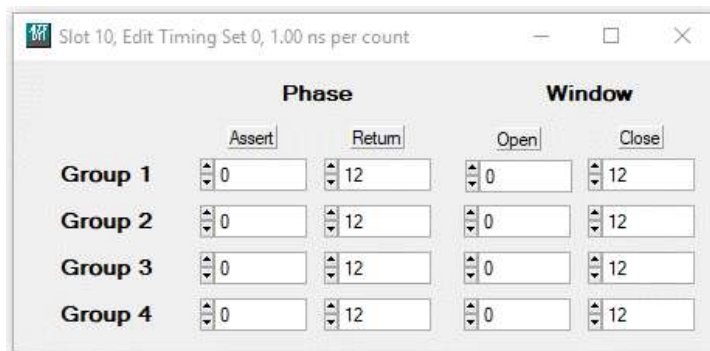 Slot 10, Edit Timing Set 0, 1.00 ns per count
Phase Window
Assert Return Open Close
Group 1 0 12 0 12
Group 2 0 12 0 12
Group 3 0 12 0 12
Group 4 0 12 0 12